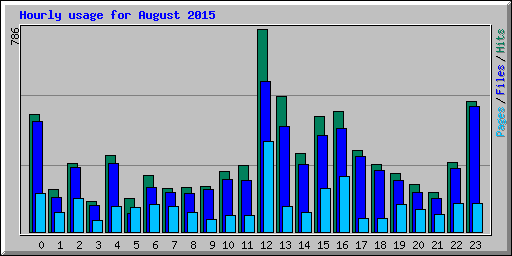 Hourly usage for August 2015
786
Pages / Files / Hits
0 1 2 3 4 5 6 7 8 9 10 11 12 13 14 15 16 17 18 19 20 21 22 23